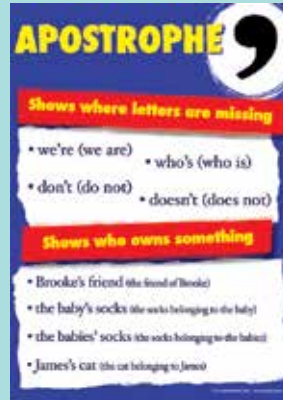 APOSTROPHE ’
Shows where letters are missing
• we're (we are)
• who's (who is)
• don't (do not)
• doesn't (does not)
Shows who owns something
• Brooke's friend (the friend of Brooke)
• the baby's socks (the socks belonging to the baby)
• the babies' socks (the socks belonging to the babies)
• James's cat (the cat belonging to James)